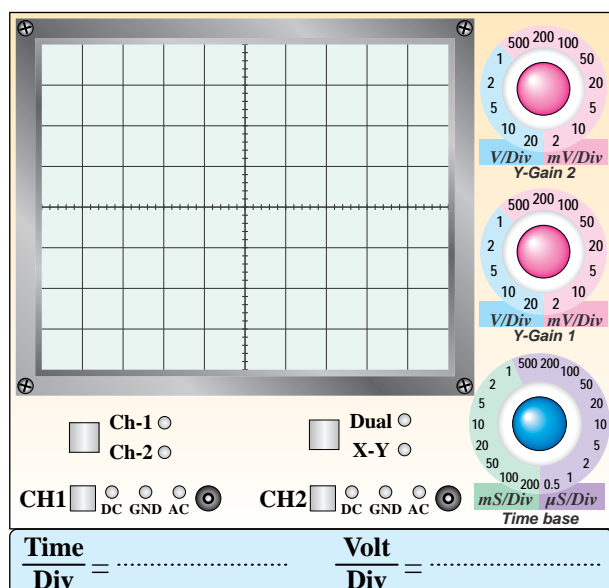 500 200 100
1 50
2 20
5 5
10 10
20 2
V/Div mV/Div
Y-Gain 2
500 200 100
1 50
2 20
5 5
10 10
20 2
V/Div mV/Div
Y-Gain 1
500 200 100
1 50
2 20
5 10
10 5
20 2
50 1
100 200 0.5
mS/Div µS/Div
Time base
Ch-1
Ch-2
Dual
X-Y
CH1 DC GND AC
CH2 DC GND AC
Time
Div = ........................
Volt
Div = ........................